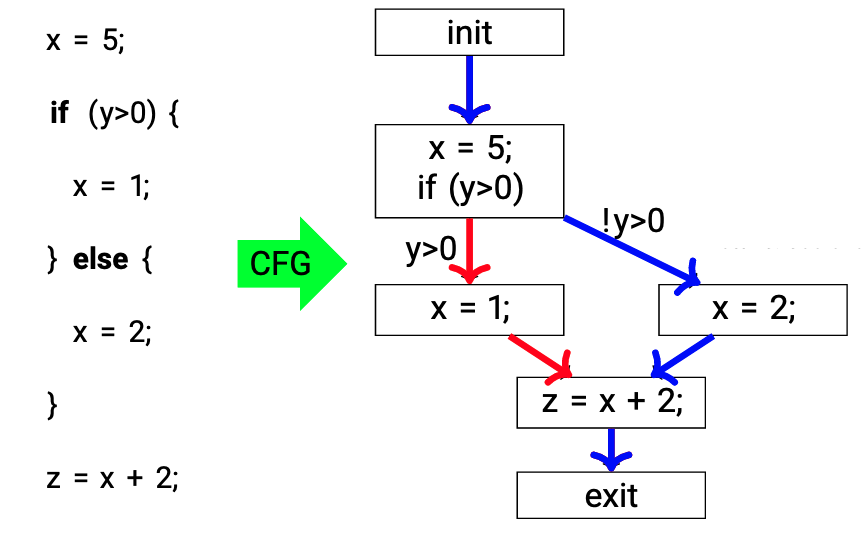 x = 5;
if (y>0) {
x = 1;
} else {
x = 2;
}
z = x + 2;
CFG
init
x = 5;
if (y>0)
y>0
!y>0
x = 1;
x = 2;
z = x + 2;
exit